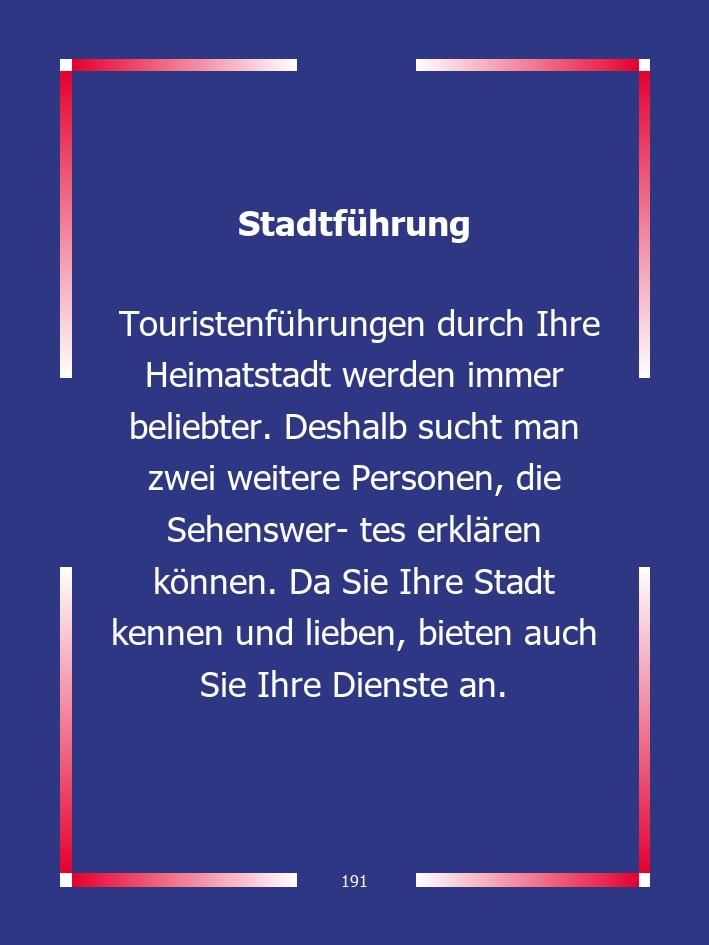 Stadtführung
Touristenführungen durch Ihre
Heimatstadt werden immer
beliebter. Deshalb sucht man
zwei weitere Personen, die
Sehenswer- tes erklären
können. Da Sie Ihre Stadt
kennen und lieben, bieten auch
Sie Ihre Dienste an.
191